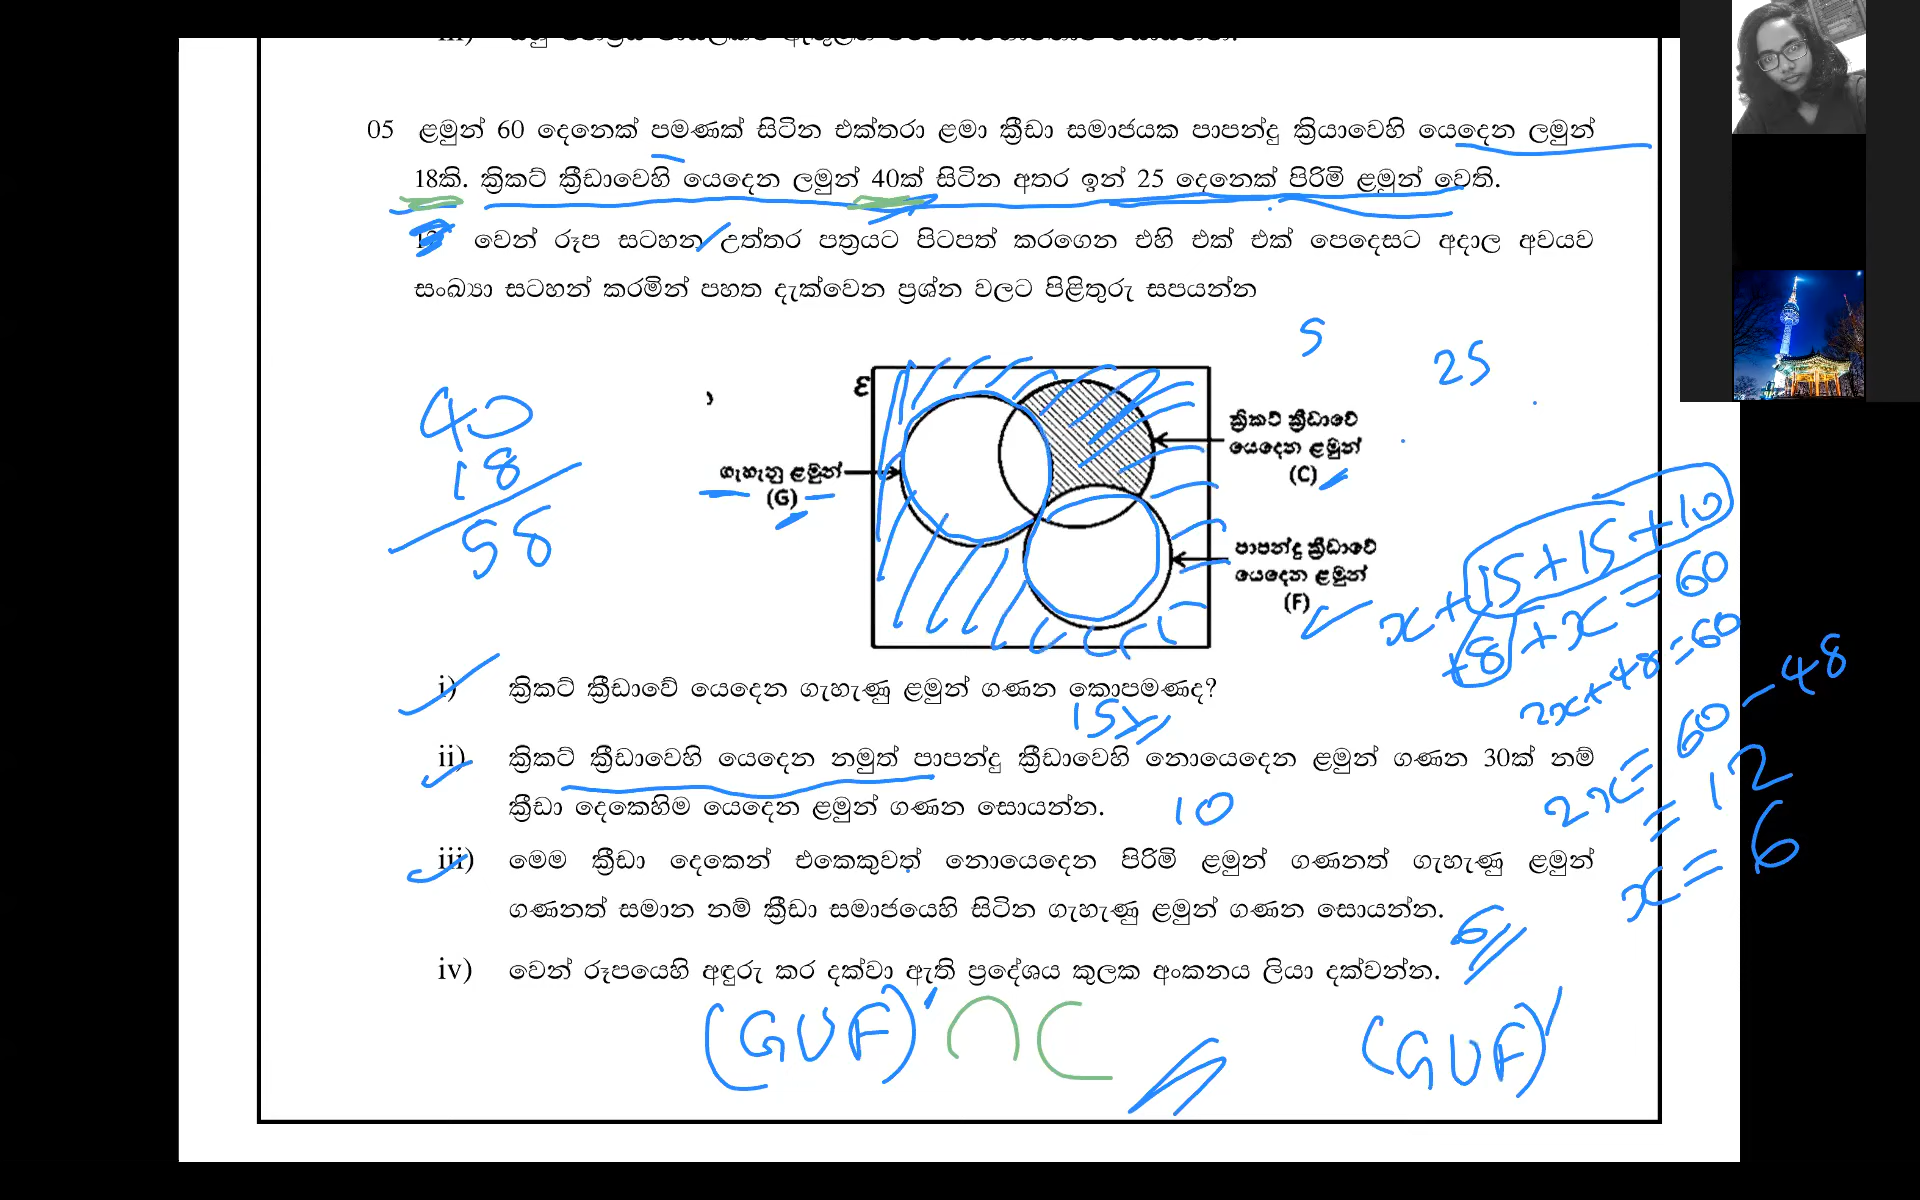 05 ළමුන් 60 දෙනෙක් පමණක් සිටින එක්තරා ළමා ක්‍රීඩා සමාජයක පාපන්දු ක්‍රියාවෙහි යෙදෙන ලමුන්
18කි. ක්‍රිකට් ක්‍රීඩාවෙහි යෙදෙන ලමුන් 40ක් සිටින අතර ඉන් 25 දෙනෙක් පිරිමි ළමුන් වෙති.
වෙන් රූප සටහන උත්තර පත්‍රයට පිටපත් කරගෙන එහි එක් එක් පෙදෙසට අදාල අවයව
සංඛ්‍යා සටහන් කරමින් පහත දැක්වෙන ප්‍රශ්න වලට පිළිතුරු සපයන්න
5
25
40
18
58
ε
ගැහැනු ළමුන්
(G)
ක්‍රිකට් ක්‍රීඩාවේ
යෙදෙන ළමුන්
(C)
පාපන්දු ක්‍රීඩාවේ
යෙදෙන ළමුන්
(F)
x+15+15+10
+8+x=60
2x+48=60
2x=60-48
=12
x=6
i) ක්‍රිකට් ක්‍රීඩාවේ යෙදෙන ගැහැණු ළමුන් ගණන කොපමණද?
15
ii) ක්‍රිකට් ක්‍රීඩාවෙහි යෙදෙන නමුත් පාපන්දු ක්‍රීඩාවෙහි නොයෙදෙන ළමුන් ගණන 30ක් නම්
ක්‍රීඩා දෙකෙහිම යෙදෙන ළමුන් ගණන සොයන්න.
10
iii) මෙම ක්‍රීඩා දෙකෙන් එකෙකුවත් නොයෙදෙන පිරිමි ළමුන් ගණනත් ගැහැණු ළමුන්
ගණනත් සමාන නම් ක්‍රීඩා සමාජයෙහි සිටින ගැහැණු ළමුන් ගණන සොයන්න.
6
iv) වෙන් රූපයෙහි අඳුරු කර දක්වා ඇති ප්‍රදේශය කුලක අංකනය ලියා දක්වන්න.
(G∪F)'∩C
(G∪F)'